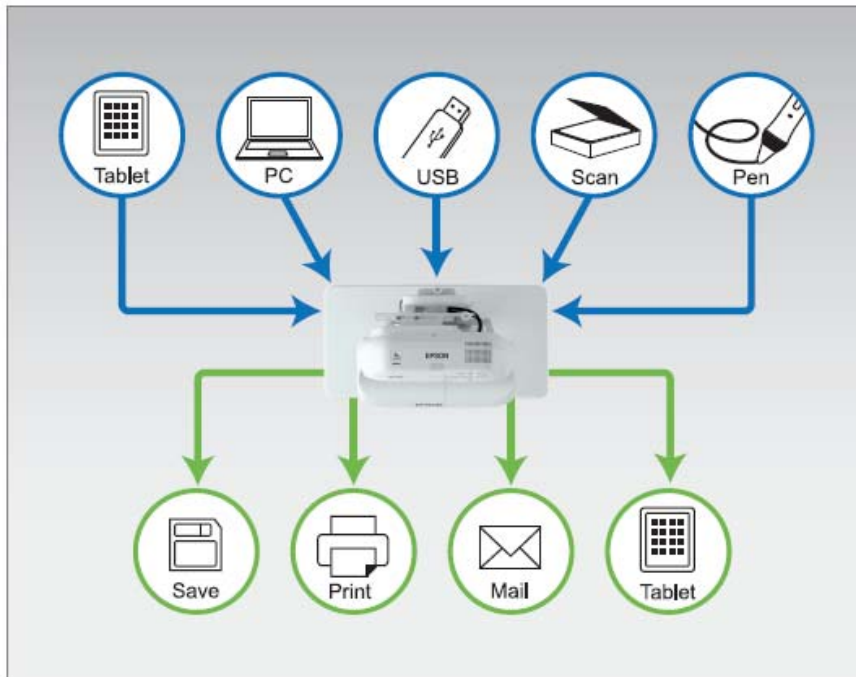 Tablet
PC
USB
Scan
Pen
EPSON
Save
Print
Mail
Tablet